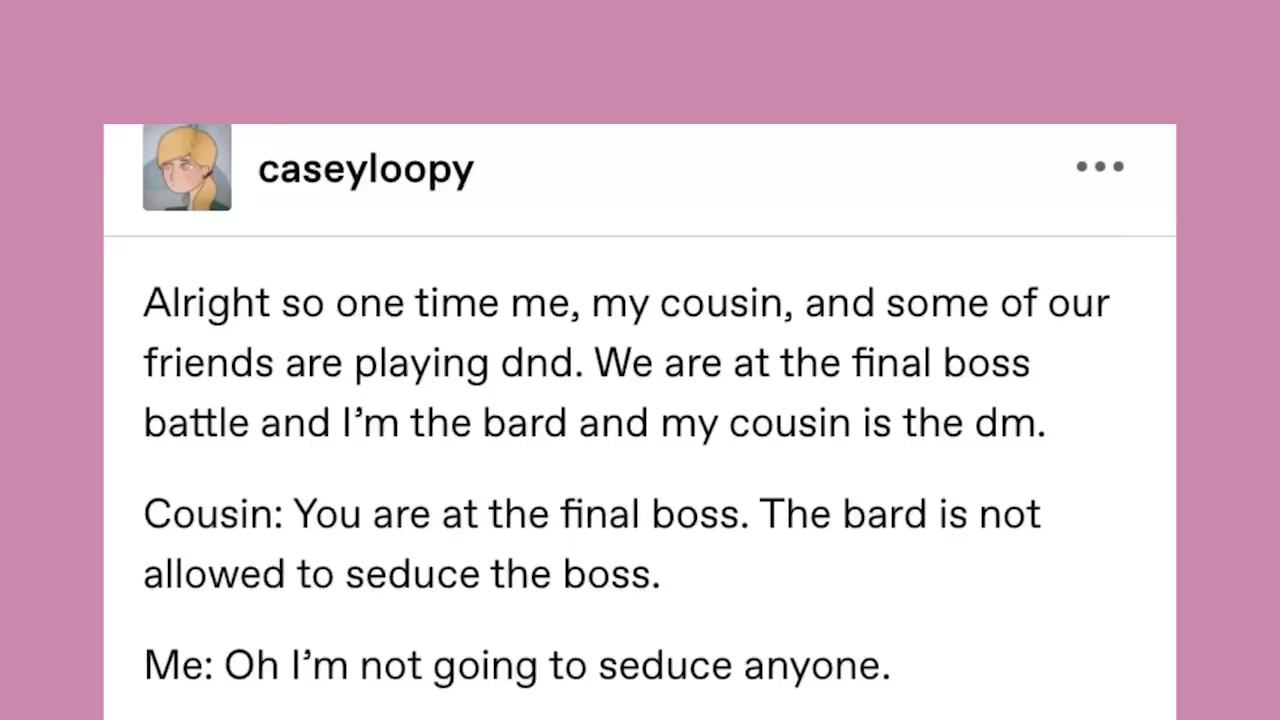 caseyloopy
Alright so one time me, my cousin, and some of our
friends are playing dnd. We are at the final boss
battle and I’m the bard and my cousin is the dm.
Cousin: You are at the final boss. The bard is not
allowed to seduce the boss.
Me: Oh I’m not going to seduce anyone.